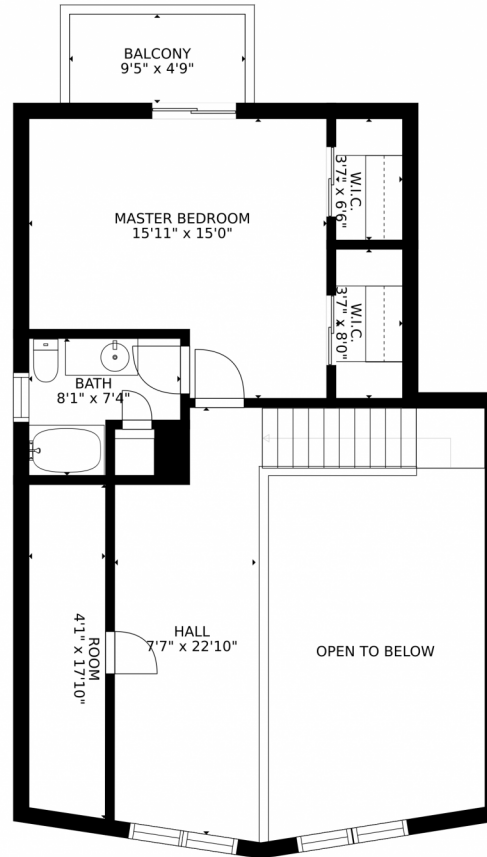 BALCONY
9'5" x 4'9"
MASTER BEDROOM
15'11" x 15'0"
W.I.C.
3'7" x 6'6"
W.I.C.
3'7" x 8'0"
BATH
8'1" x 7'4"
HALL
7'7" x 22'10"
ROOM
4'1" x 17'10"
OPEN TO BELOW